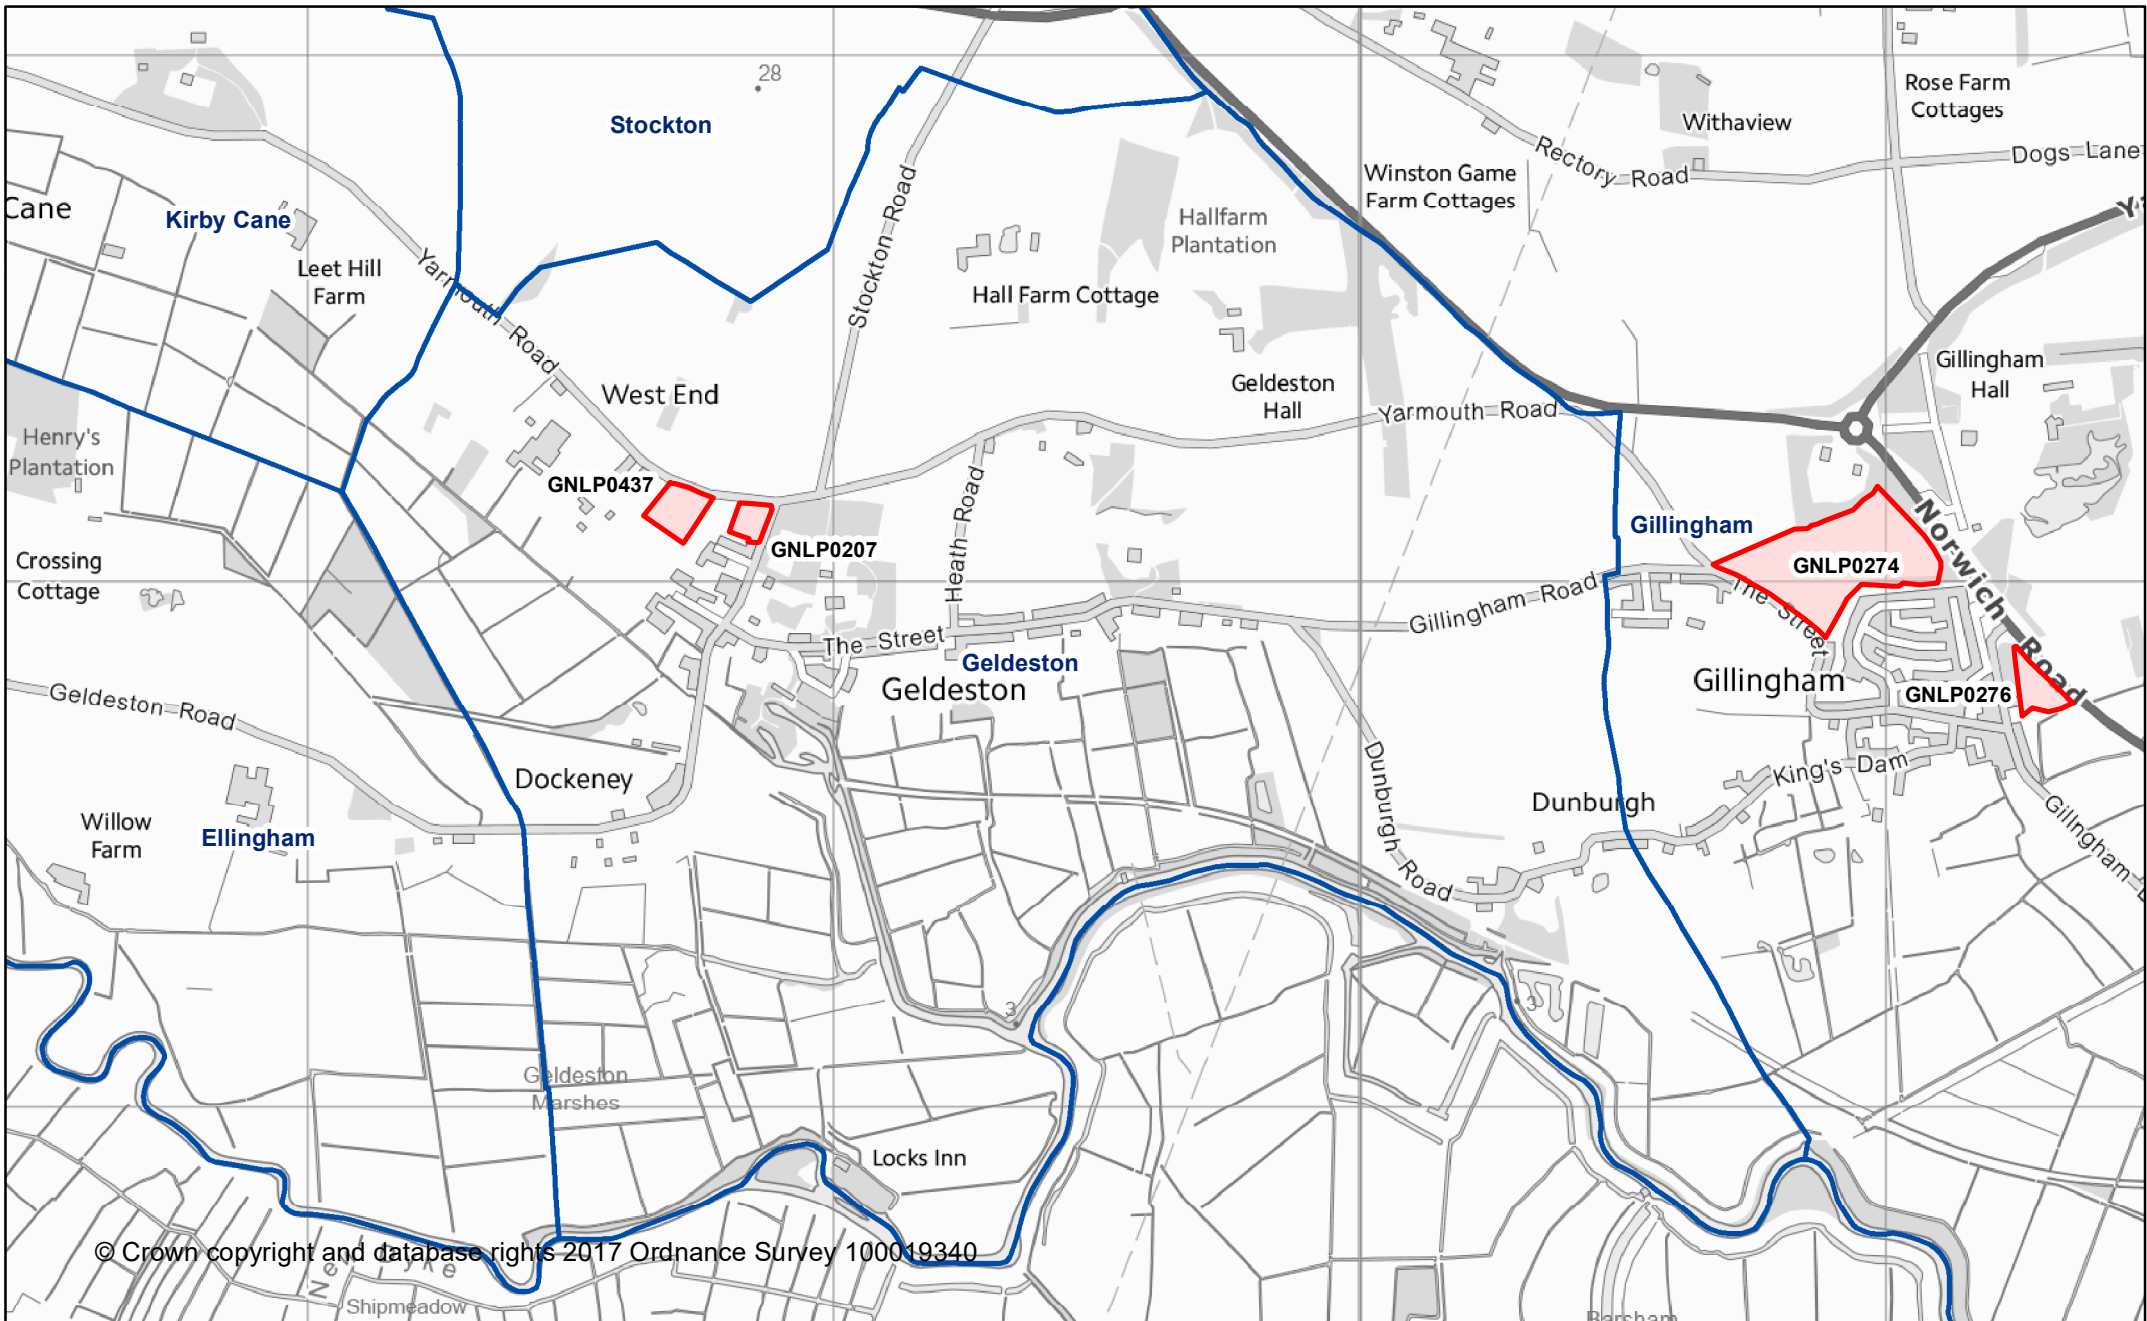 28
Rose Farm
Cottages
Stockton
Withaview
Rectory Road
Dogs Lane
Winston Game
Farm Cottages
Cane
Kirby Cane
Stockton Road
Hallfarm
Plantation
Leet Hill
Farm
Yarmouth Road
Hall Farm Cottage
Gillingham
Hall
West End
Geldeston
Hall
Yarmouth Road
Henry's
Plantation
GNLP0437
Heath Road
Gillingham
Norwich Road
GNLP0207
GNLP0274
Crossing
Cottage
Gillingham Road
The Street
The Street
Geldeston
Geldeston
Gillingham
GNLP0276
Geldeston Road
Dockeney
Dunburgh Road
King's Dam
Dunburgh
Willow
Farm
Ellingham
Gillingham
3
3
Geldeston
Marshes
Locks Inn
© Crown copyright and database rights 2017 Ordnance Survey 100019340
Dyke
Shipmeadow
Barsham